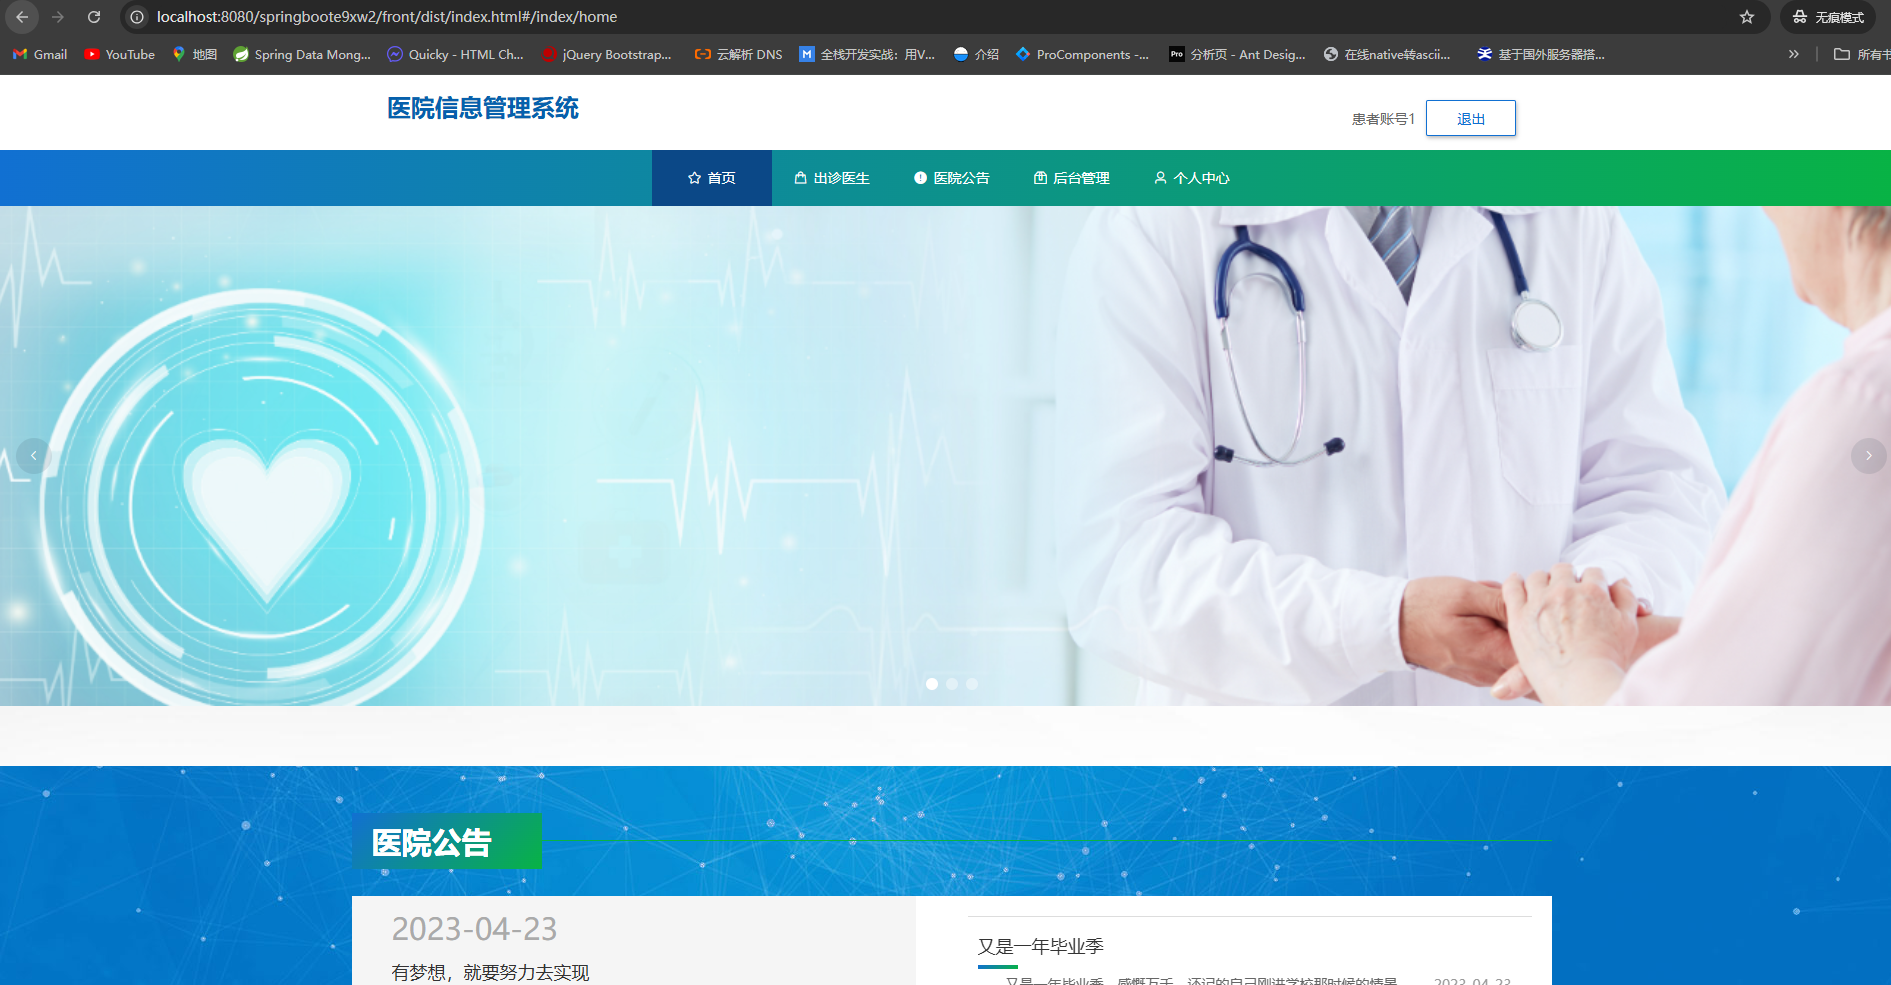 localhost:8080/springboote9xw2/front/dist/index.html#/index/home
无痕模式
Gmail
YouTube
地图
Spring Data Mong...
Quicky - HTML Ch...
jQuery Bootstrap...
云解析 DNS
全栈开发实战：用V...
介绍
ProComponents -...
Pro
分析页 - Ant Desig...
在线native转ascii...
基于国外服务器搭...
所有书
医院信息管理系统
患者账号1
退出
首页
出诊医生
医院公告
后台管理
个人中心
医院公告
2023-04-23
有梦想，就要努力去实现
又是一年毕业季
又是一年毕业季，感慨万千，还记的自己刚进学校那时候的情景
2023-04-23